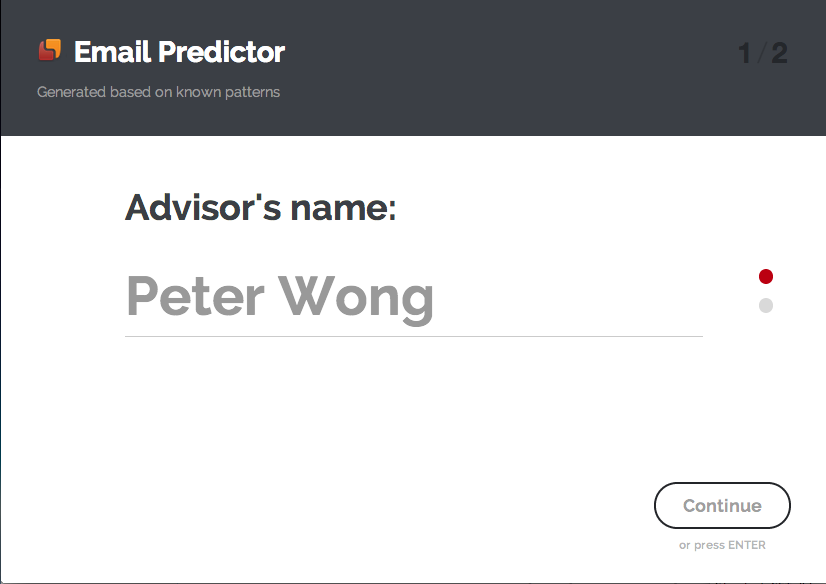 Email Predictor
1/2
Generated based on known patterns
Advisor's name:
Peter Wong
Continue
or press ENTER